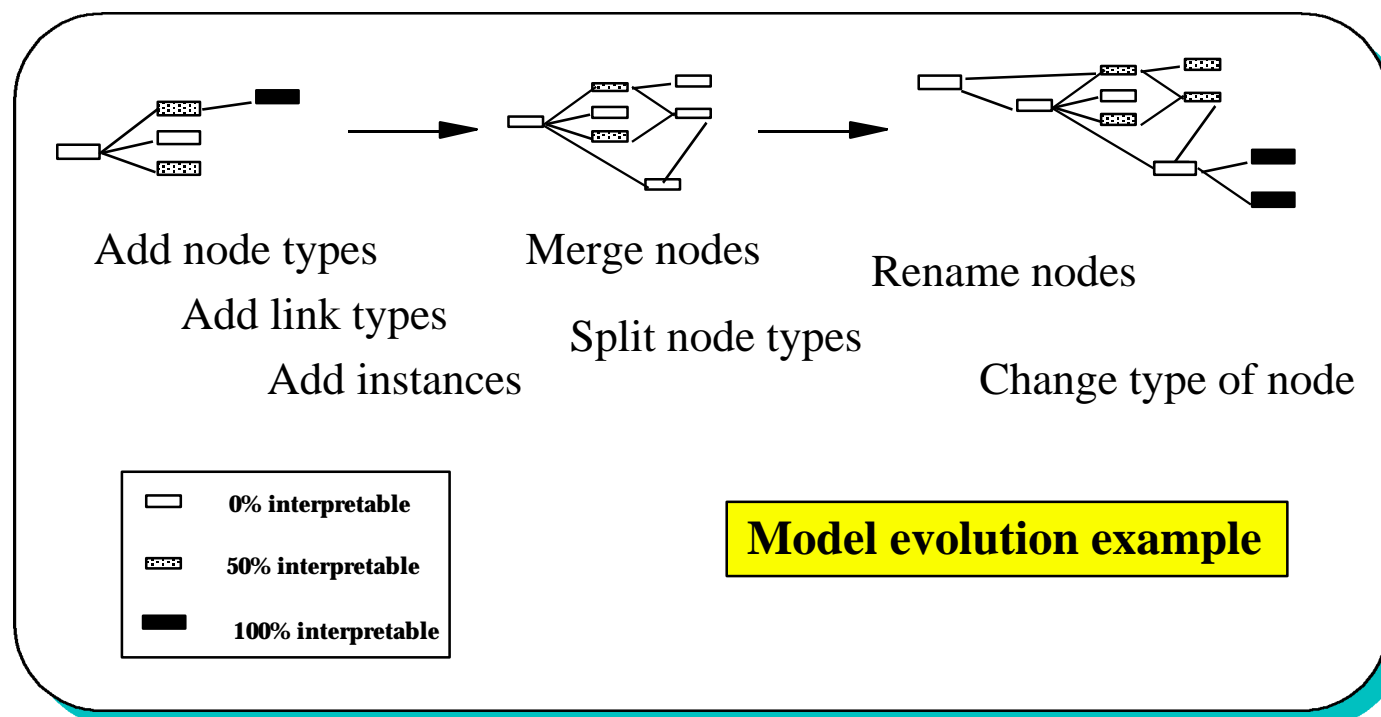 Add node types
Add link types
Add instances
Merge nodes
Split node types
Rename nodes
Change type of node
0% interpretable
50% interpretable
100% interpretable
Model evolution example